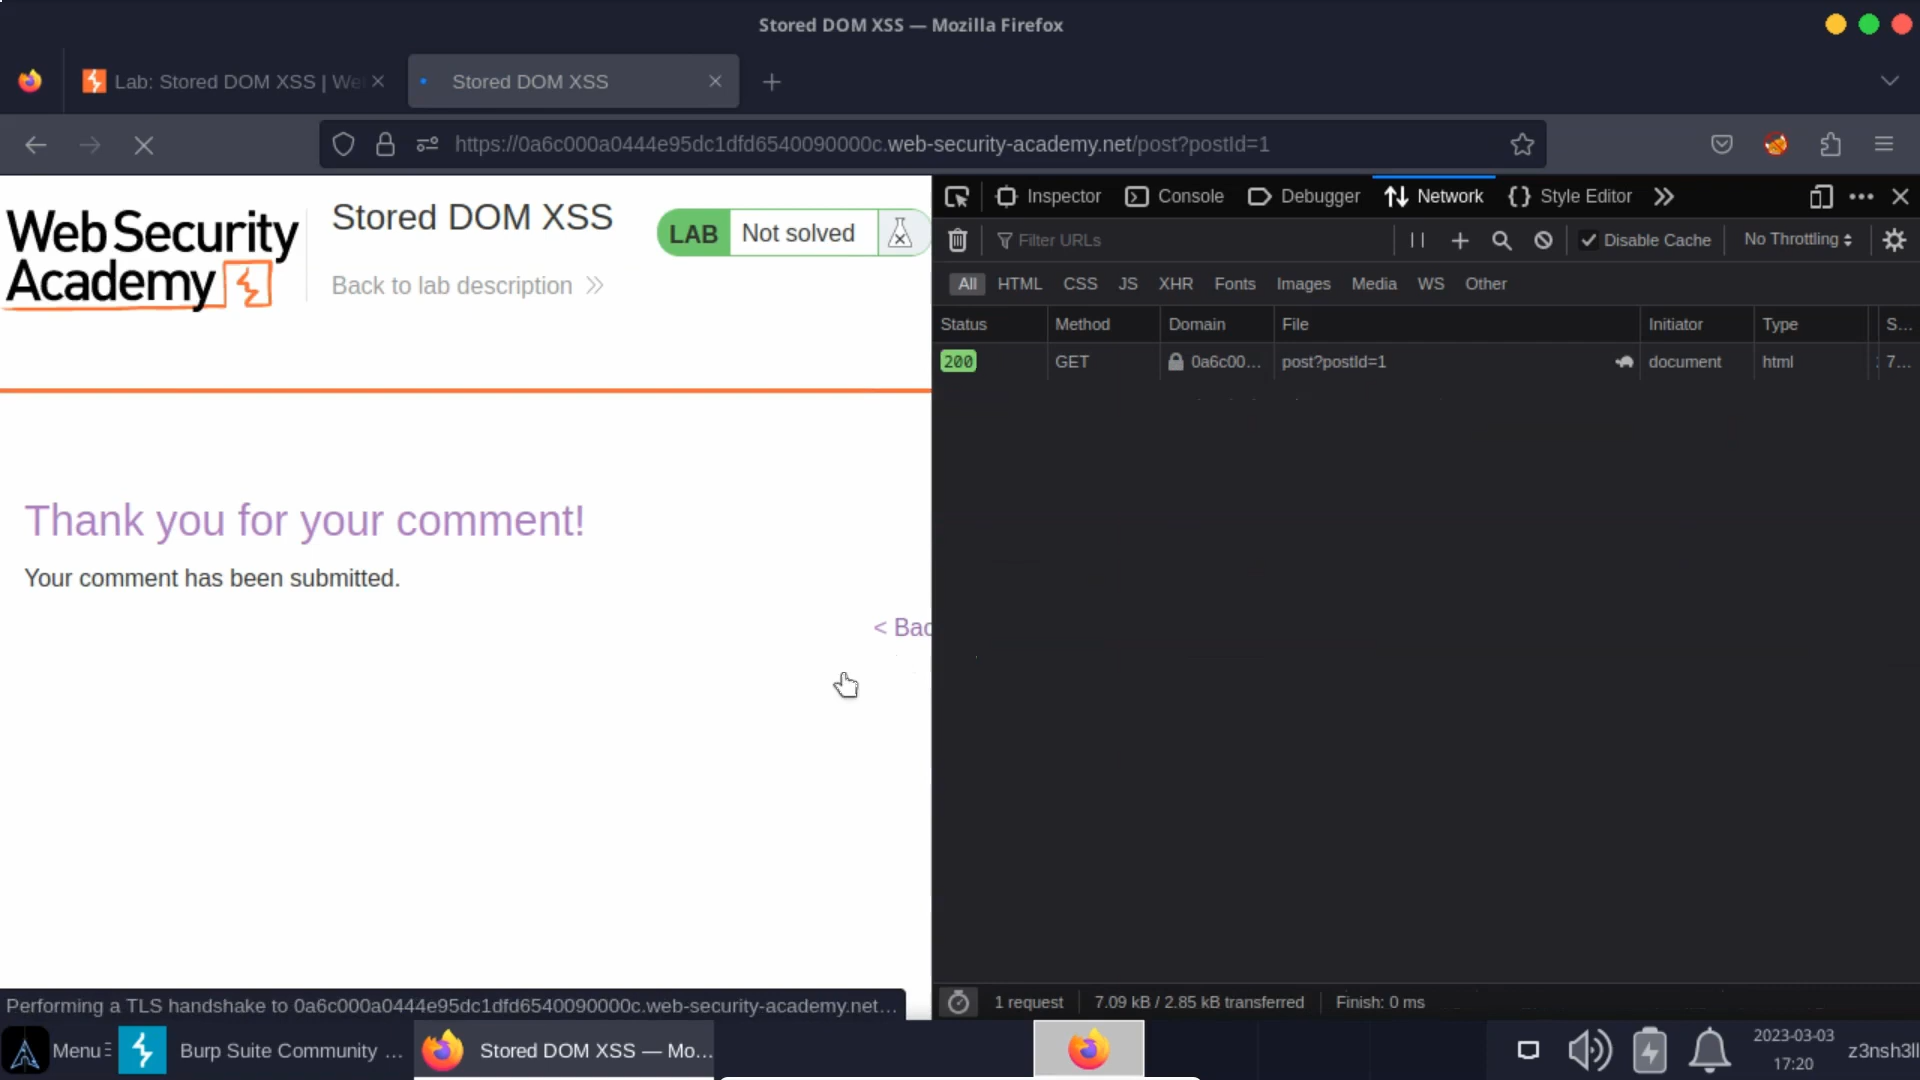 Stored DOM XSS — Mozilla Firefox
Lab: Stored DOM XSS | We
Stored DOM XSS
https://0a6c000a0444e95dc1dfd6540090000c.web-security-academy.net/post?postId=1
Web Security
Academy
Stored DOM XSS
LAB Not solved
Back to lab description
Inspector Console Debugger Network Style Editor
Filter URLs
Disable Cache No Throttling
All HTML CSS JS XHR Fonts Images Media WS Other
Status Method Domain File Initiator Type S...
200 GET 0a6c00... post?postId=1 document html 7...
Thank you for your comment!
Your comment has been submitted.
< Bac
Performing a TLS handshake to 0a6c000a0444e95dc1dfd6540090000c.web-security-academy.net...
1 request 7.09 kB / 2.85 kB transferred Finish: 0 ms
Menu Burp Suite Community ... Stored DOM XSS — Mo...
2023-03-03
17:20
z3nsh3ll